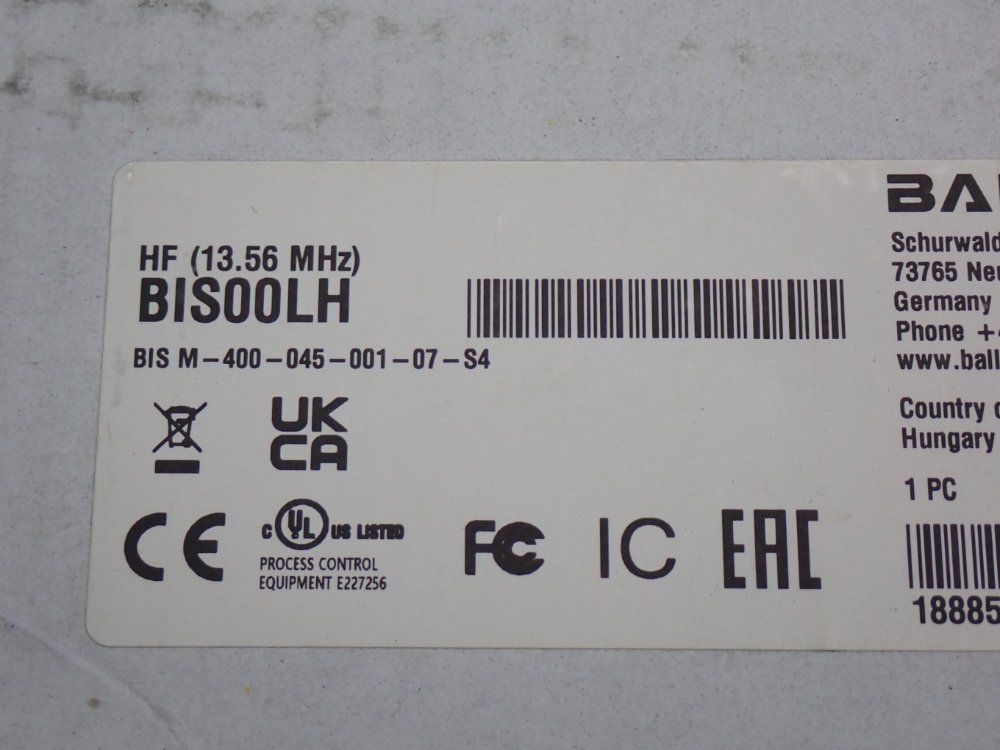 HF (13.56 MHz)
BIS00LH
BIS M-400-045-001-07-S4
UK
CA
CE
C UL US LISTED
PROCESS CONTROL
EQUIPMENT E227256
FC
IC
EAC
Germany
Phone
Country
Hungary
1 PC
73765
18885